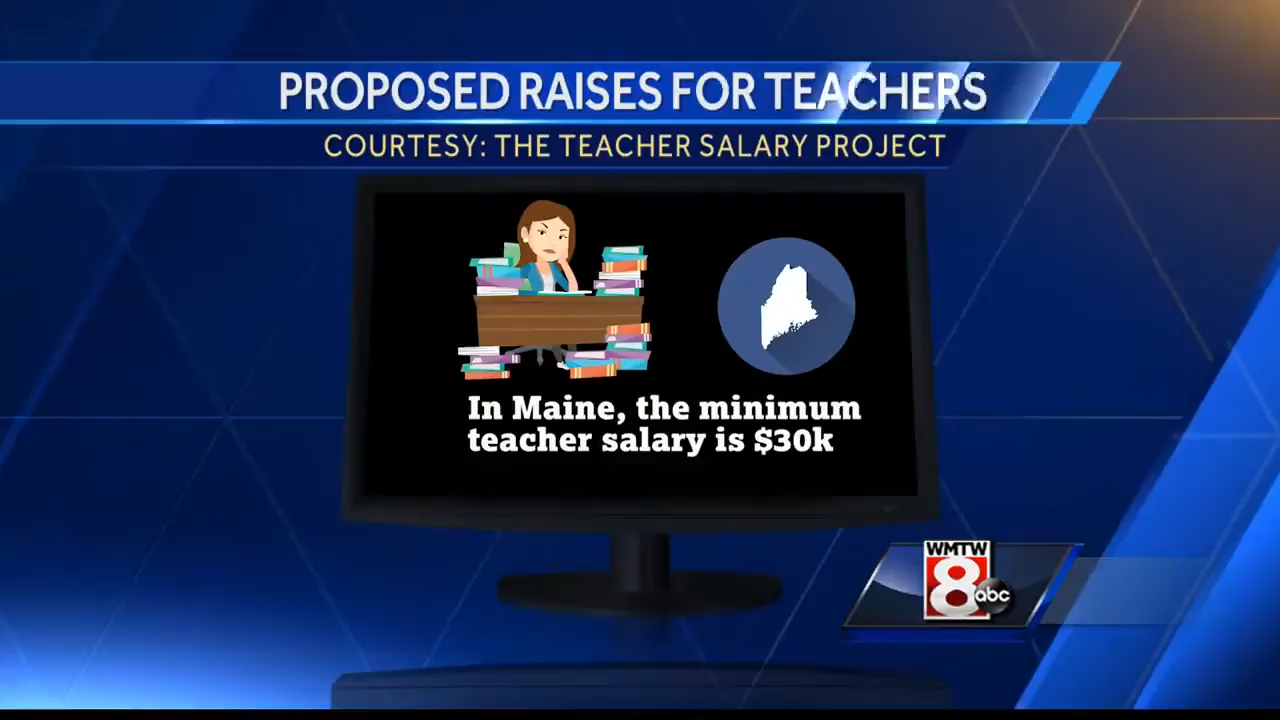 PROPOSED RAISES FOR TEACHERS
COURTESY: THE TEACHER SALARY PROJECT
In Maine, the minimum
teacher salary is $30k
WMTW
8
abc